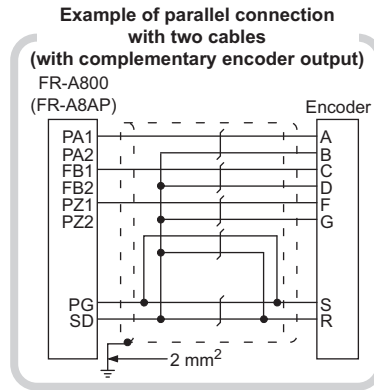 Example of parallel connection
with two cables
(with complementary encoder output)
FR-A800
(FR-A8AP)
Encoder
PA1
A
PA2
B
FB1
C
FB2
D
PZ1
F
PZ2
G
PG
S
SD
R
2 mm²